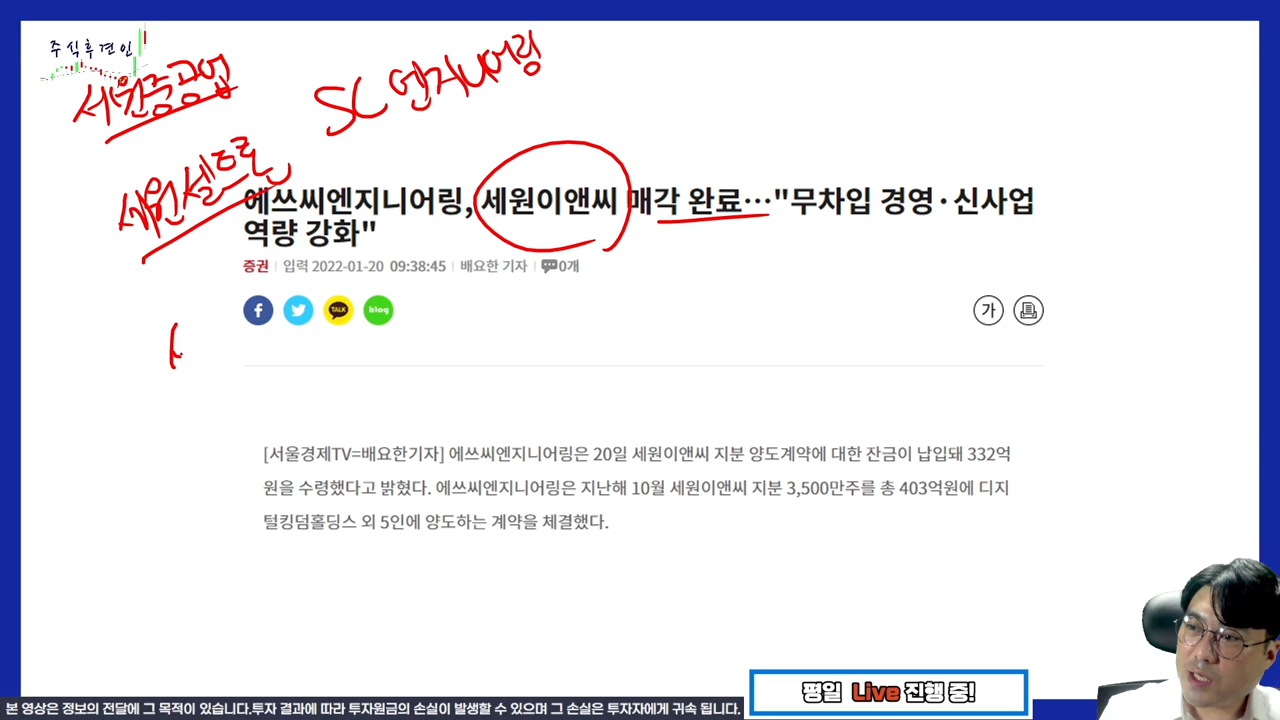 주식후견인
세원중공업
SC 엔지니어링
세원셀트론
에쓰씨엔지니어링, 세원이앤씨 매각 완료…"무차입 경영·신사업
역량 강화"
증권 | 입력 2022-01-20 09:38:45 | 배요한 기자 | 0개
f
TALK
blog
가
[서울경제TV=배요한기자] 에쓰씨엔지니어링은 20일 세원이앤씨 지분 양도계약에 대한 잔금이 납입돼 332억
원을 수령했다고 밝혔다. 에쓰씨엔지니어링은 지난해 10월 세원이앤씨 지분 3,500만주를 총 403억원에 디지
털킹덤홀딩스 외 5인에 양도하는 계약을 체결했다.
평일 Live 진행 중!
본 영상은 정보의 전달에 그 목적이 있습니다.투자 결과에 따라 투자원금의 손실이 발생할 수 있으며 그 손실은 투자자에게 귀속 됩니다.